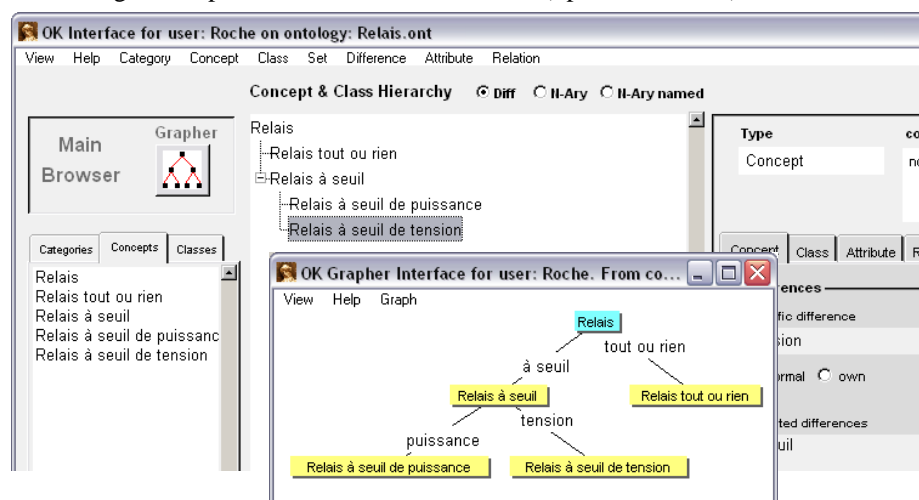 OK Interface for user: Roche on ontology: Relais.ont
View Help Category Concept Class Set Difference Attribute Relation
Concept & Class Hierarchy Diff N-Ary N-Ary named
Main Browser
Grapher
Relais
Relais tout ou rien
Relais à seuil
Relais à seuil de puissance
Relais à seuil de tension
Type
Concept
Categories Concepts Classes
Relais
Relais tout ou rien
Relais à seuil
Relais à seuil de puissanc
Relais à seuil de tension
Concept Class Attribute R
ences
fic difference
sion
rmal own
ted differences
uil
OK Grapher Interface for user: Roche. From co...
View Help Graph
Relais
à seuil
tout ou rien
Relais à seuil
Relais tout ou rien
puissance
tension
Relais à seuil de puissance
Relais à seuil de tension